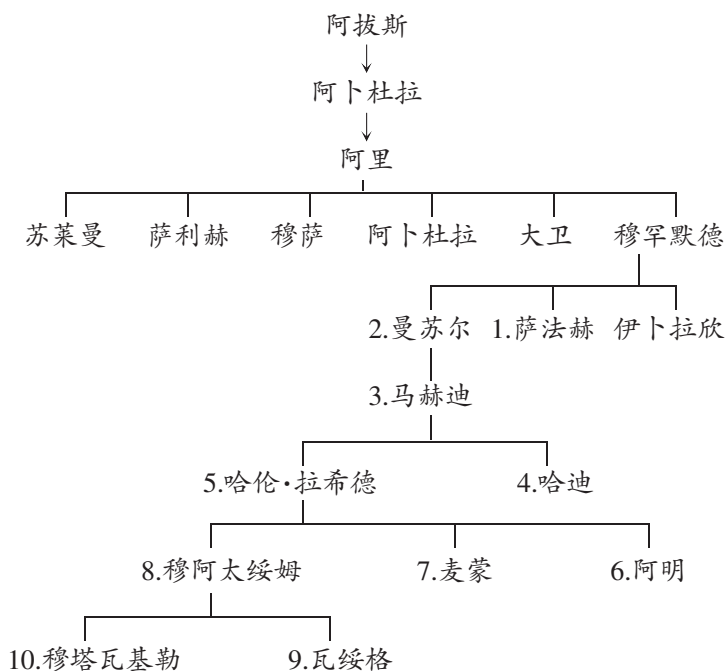 阿拔斯
阿卜杜拉
阿里
苏莱曼 萨利赫 穆萨 阿卜杜拉 大卫 穆罕默德
2.曼苏尔 1.萨法赫 伊卜拉欣
3.马赫迪
5.哈伦·拉希德 4.哈迪
8.穆阿太绥姆 7.麦蒙 6.阿明
10.穆塔瓦基勒 9.瓦绥格